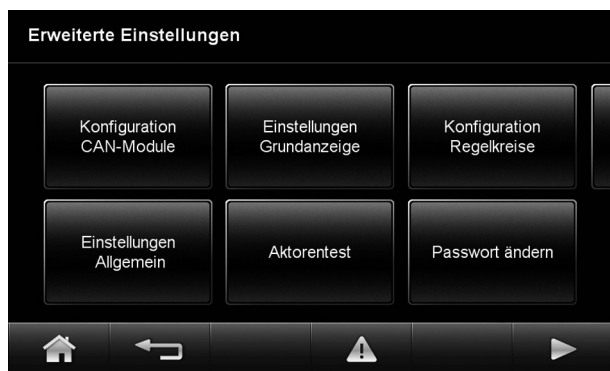 Erweiterte Einstellungen
Konfiguration
CAN-Module
Einstellungen
Grundanzeige
Konfiguration
Regelkreise
Einstellungen
Allgemein
Aktorentest
Passwort ändern